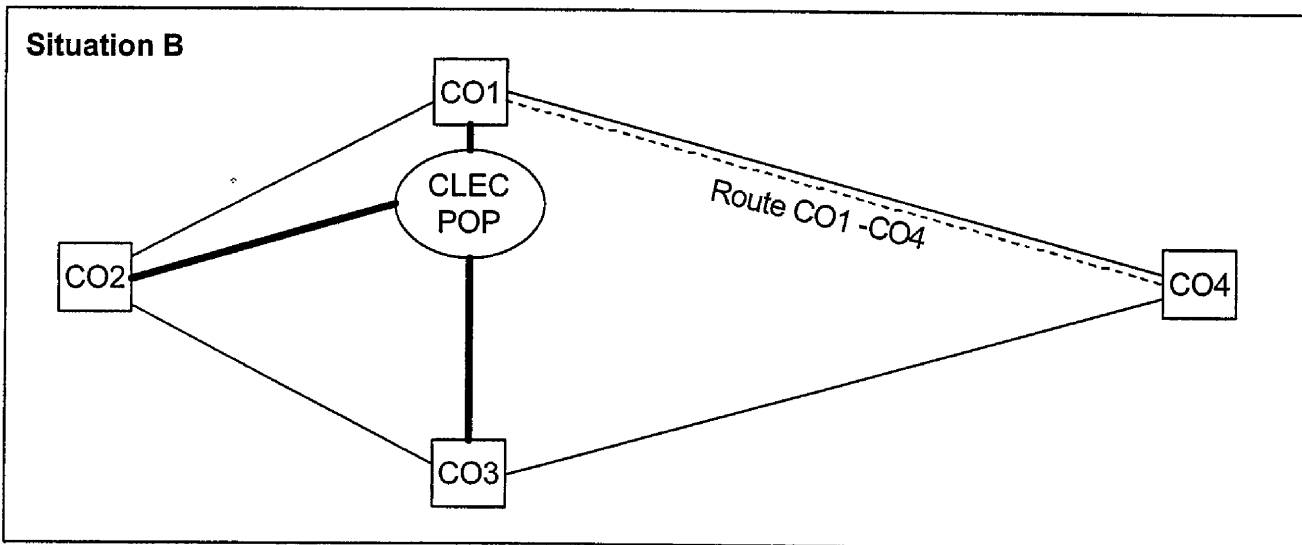 Situation B
CO1
CLEC
POP
Route CO1 -CO4
CO2
CO4
CO3